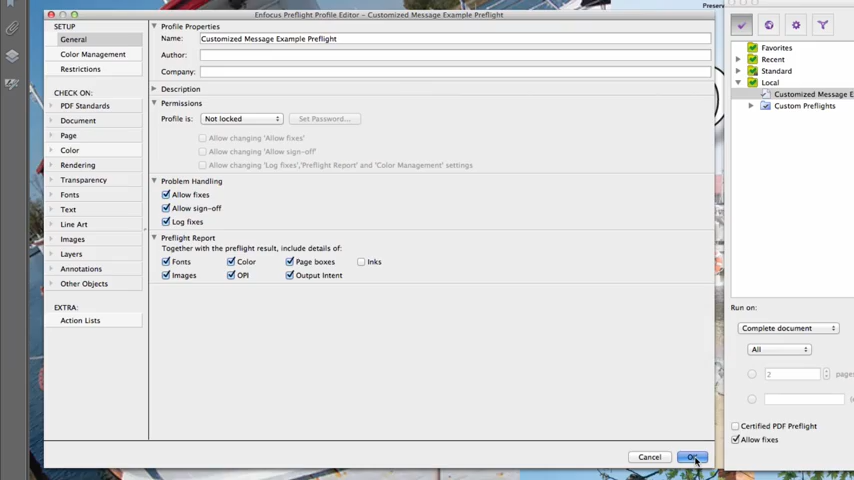 Enfocus Preflight Profile Editor - Customized Message Example Preflight
Preserv
SETUP
General
Color Management
Restrictions
CHECK ON:
PDF Standards
Document
Page
Color
Rendering
Transparency
Fonts
Text
Line Art
Images
Layers
Annotations
Other Objects
EXTRA:
Action Lists
Profile Properties
Name: Customized Message Example Preflight
Author:
Company:
Description
Permissions
Profile is: Not locked Set Password...
Allow changing 'Allow fixes'
Allow changing 'Allow sign-off'
Allow changing 'Log fixes','Preflight Report' and 'Color Management' settings
Problem Handling
Allow fixes
Allow sign-off
Log fixes
Preflight Report
Together with the preflight result, include details of:
Fonts Color Page boxes Inks
Images OPI Output Intent
Cancel OK
Favorites
Recent
Standard
Local
Customized Message E
Custom Preflights
Run on:
Complete document
All
2 pages
Certified PDF Preflight
Allow fixes